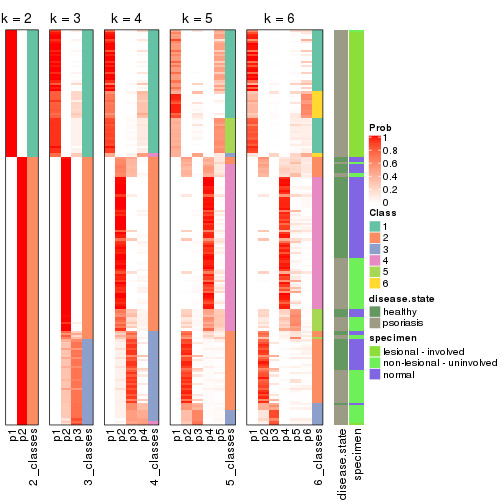 k = 2 k = 3 k = 4 k = 5 k = 6
Prob
1
0.8
0.6
0.4
0.2
0
Class
1
2
3
4
5
6
disease.state
healthy
psoriasis
specimen
lesional - involved
non-lesional - uninvolved
normal
p1 p2 2_classes p1 p2 p3 3_classes p1 p2 p3 p4 4_classes p1 p2 p3 p4 p5 5_classes p1 p2 p3 p4 p5 p6 6_classes disease.state specimen